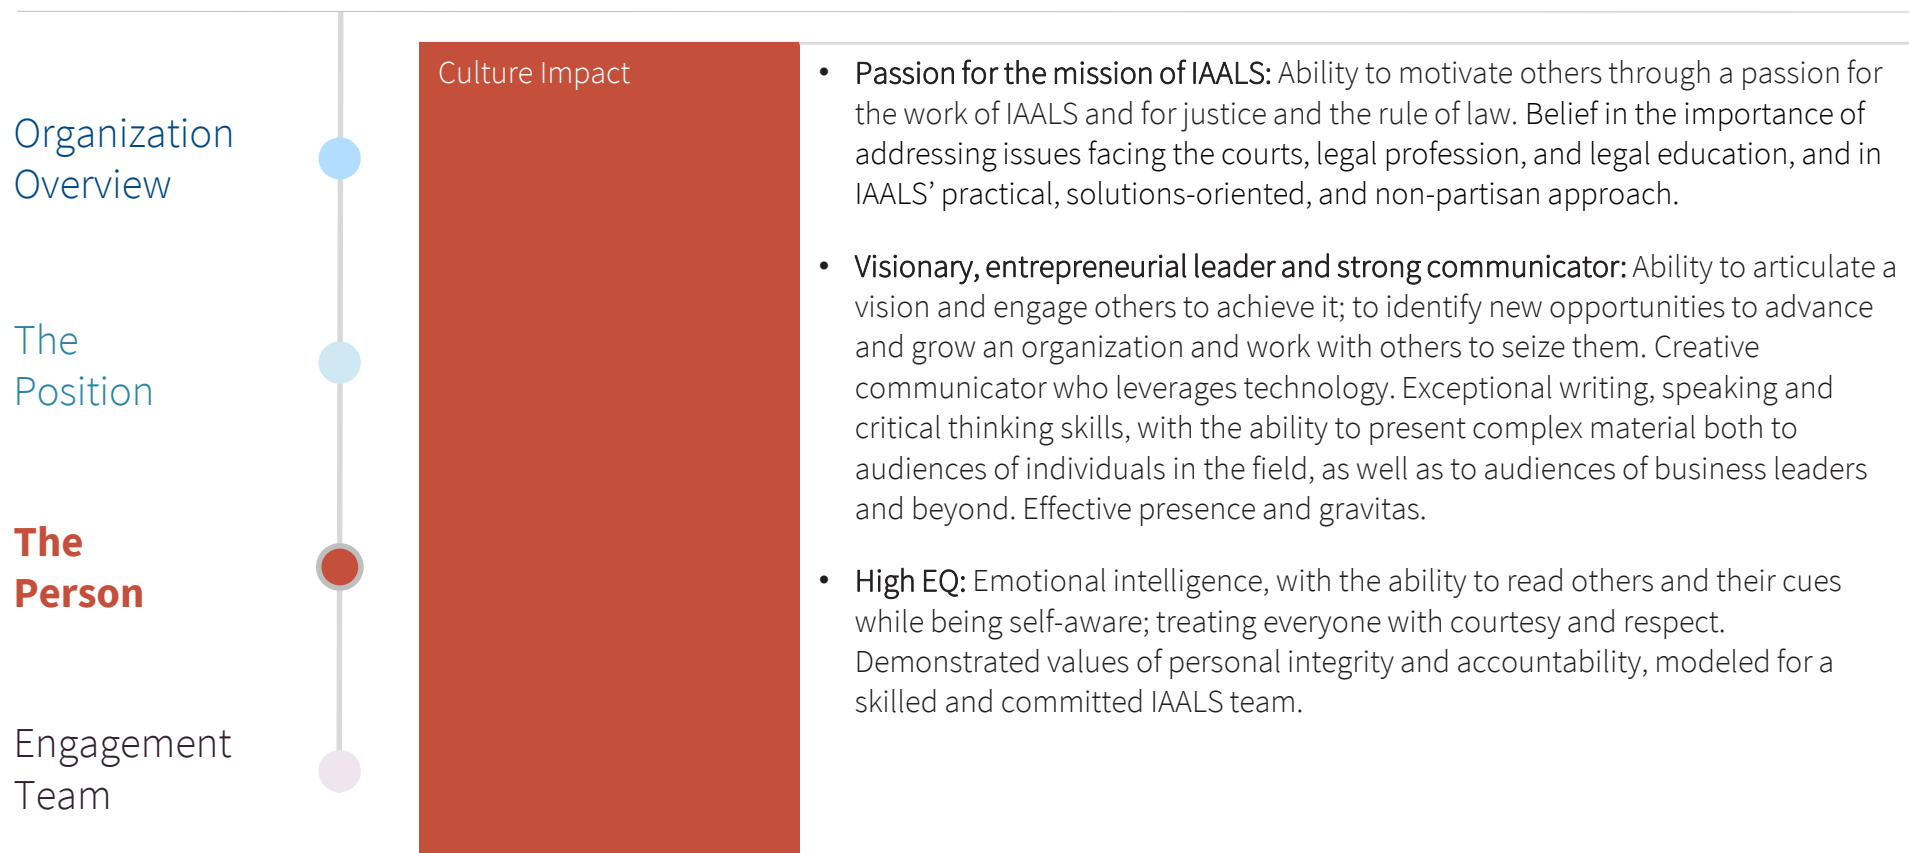 Organization
Overview
The
Position
The
Person
Engagement
Team
Culture Impact
• Passion for the mission of IAALS: Ability to motivate others through a passion for
the work of IAALS and for justice and the rule of law. Belief in the importance of
addressing issues facing the courts, legal profession, and legal education, and in
IAALS’ practical, solutions-oriented, and non-partisan approach.
• Visionary, entrepreneurial leader and strong communicator: Ability to articulate a
vision and engage others to achieve it; to identify new opportunities to advance
and grow an organization and work with others to seize them. Creative
communicator who leverages technology. Exceptional writing, speaking and
critical thinking skills, with the ability to present complex material both to
audiences of individuals in the field, as well as to audiences of business leaders
and beyond. Effective presence and gravitas.
• High EQ: Emotional intelligence, with the ability to read others and their cues
while being self-aware; treating everyone with courtesy and respect.
Demonstrated values of personal integrity and accountability, modeled for a
skilled and committed IAALS team.